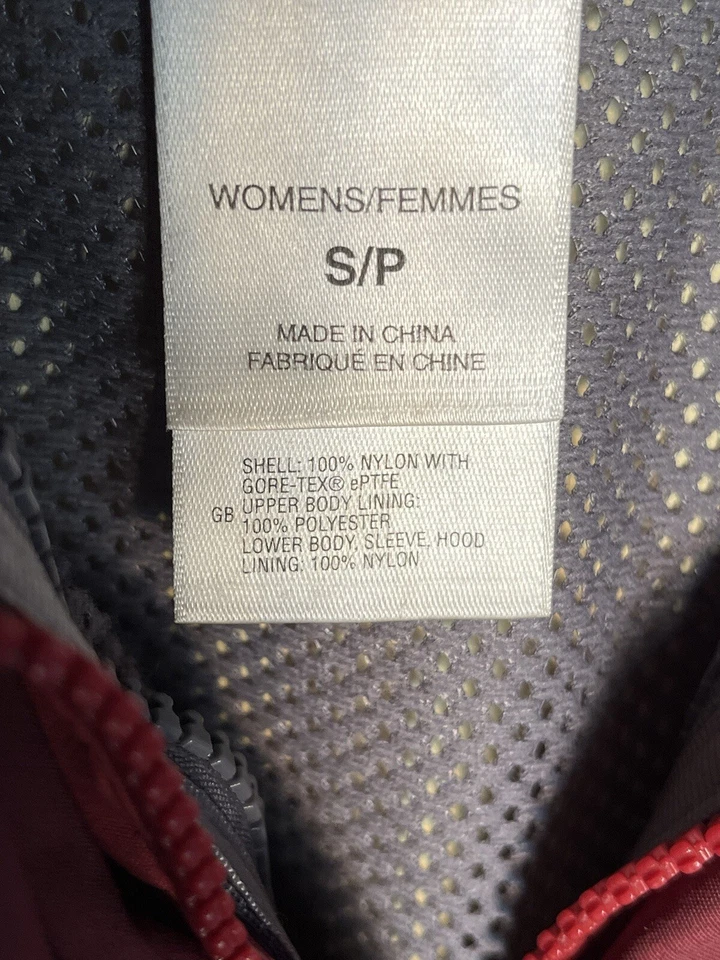 WOMENS/FEMMES
S/P
MADE IN CHINA
FABRIQUÉ EN CHINE
SHELL: 100% NYLON WITH
GORE-TEX® ePTFE
UPPER BODY LINING:
GB 100% POLYESTER
LOWER BODY, SLEEVE, HOOD
LINING: 100% NYLON